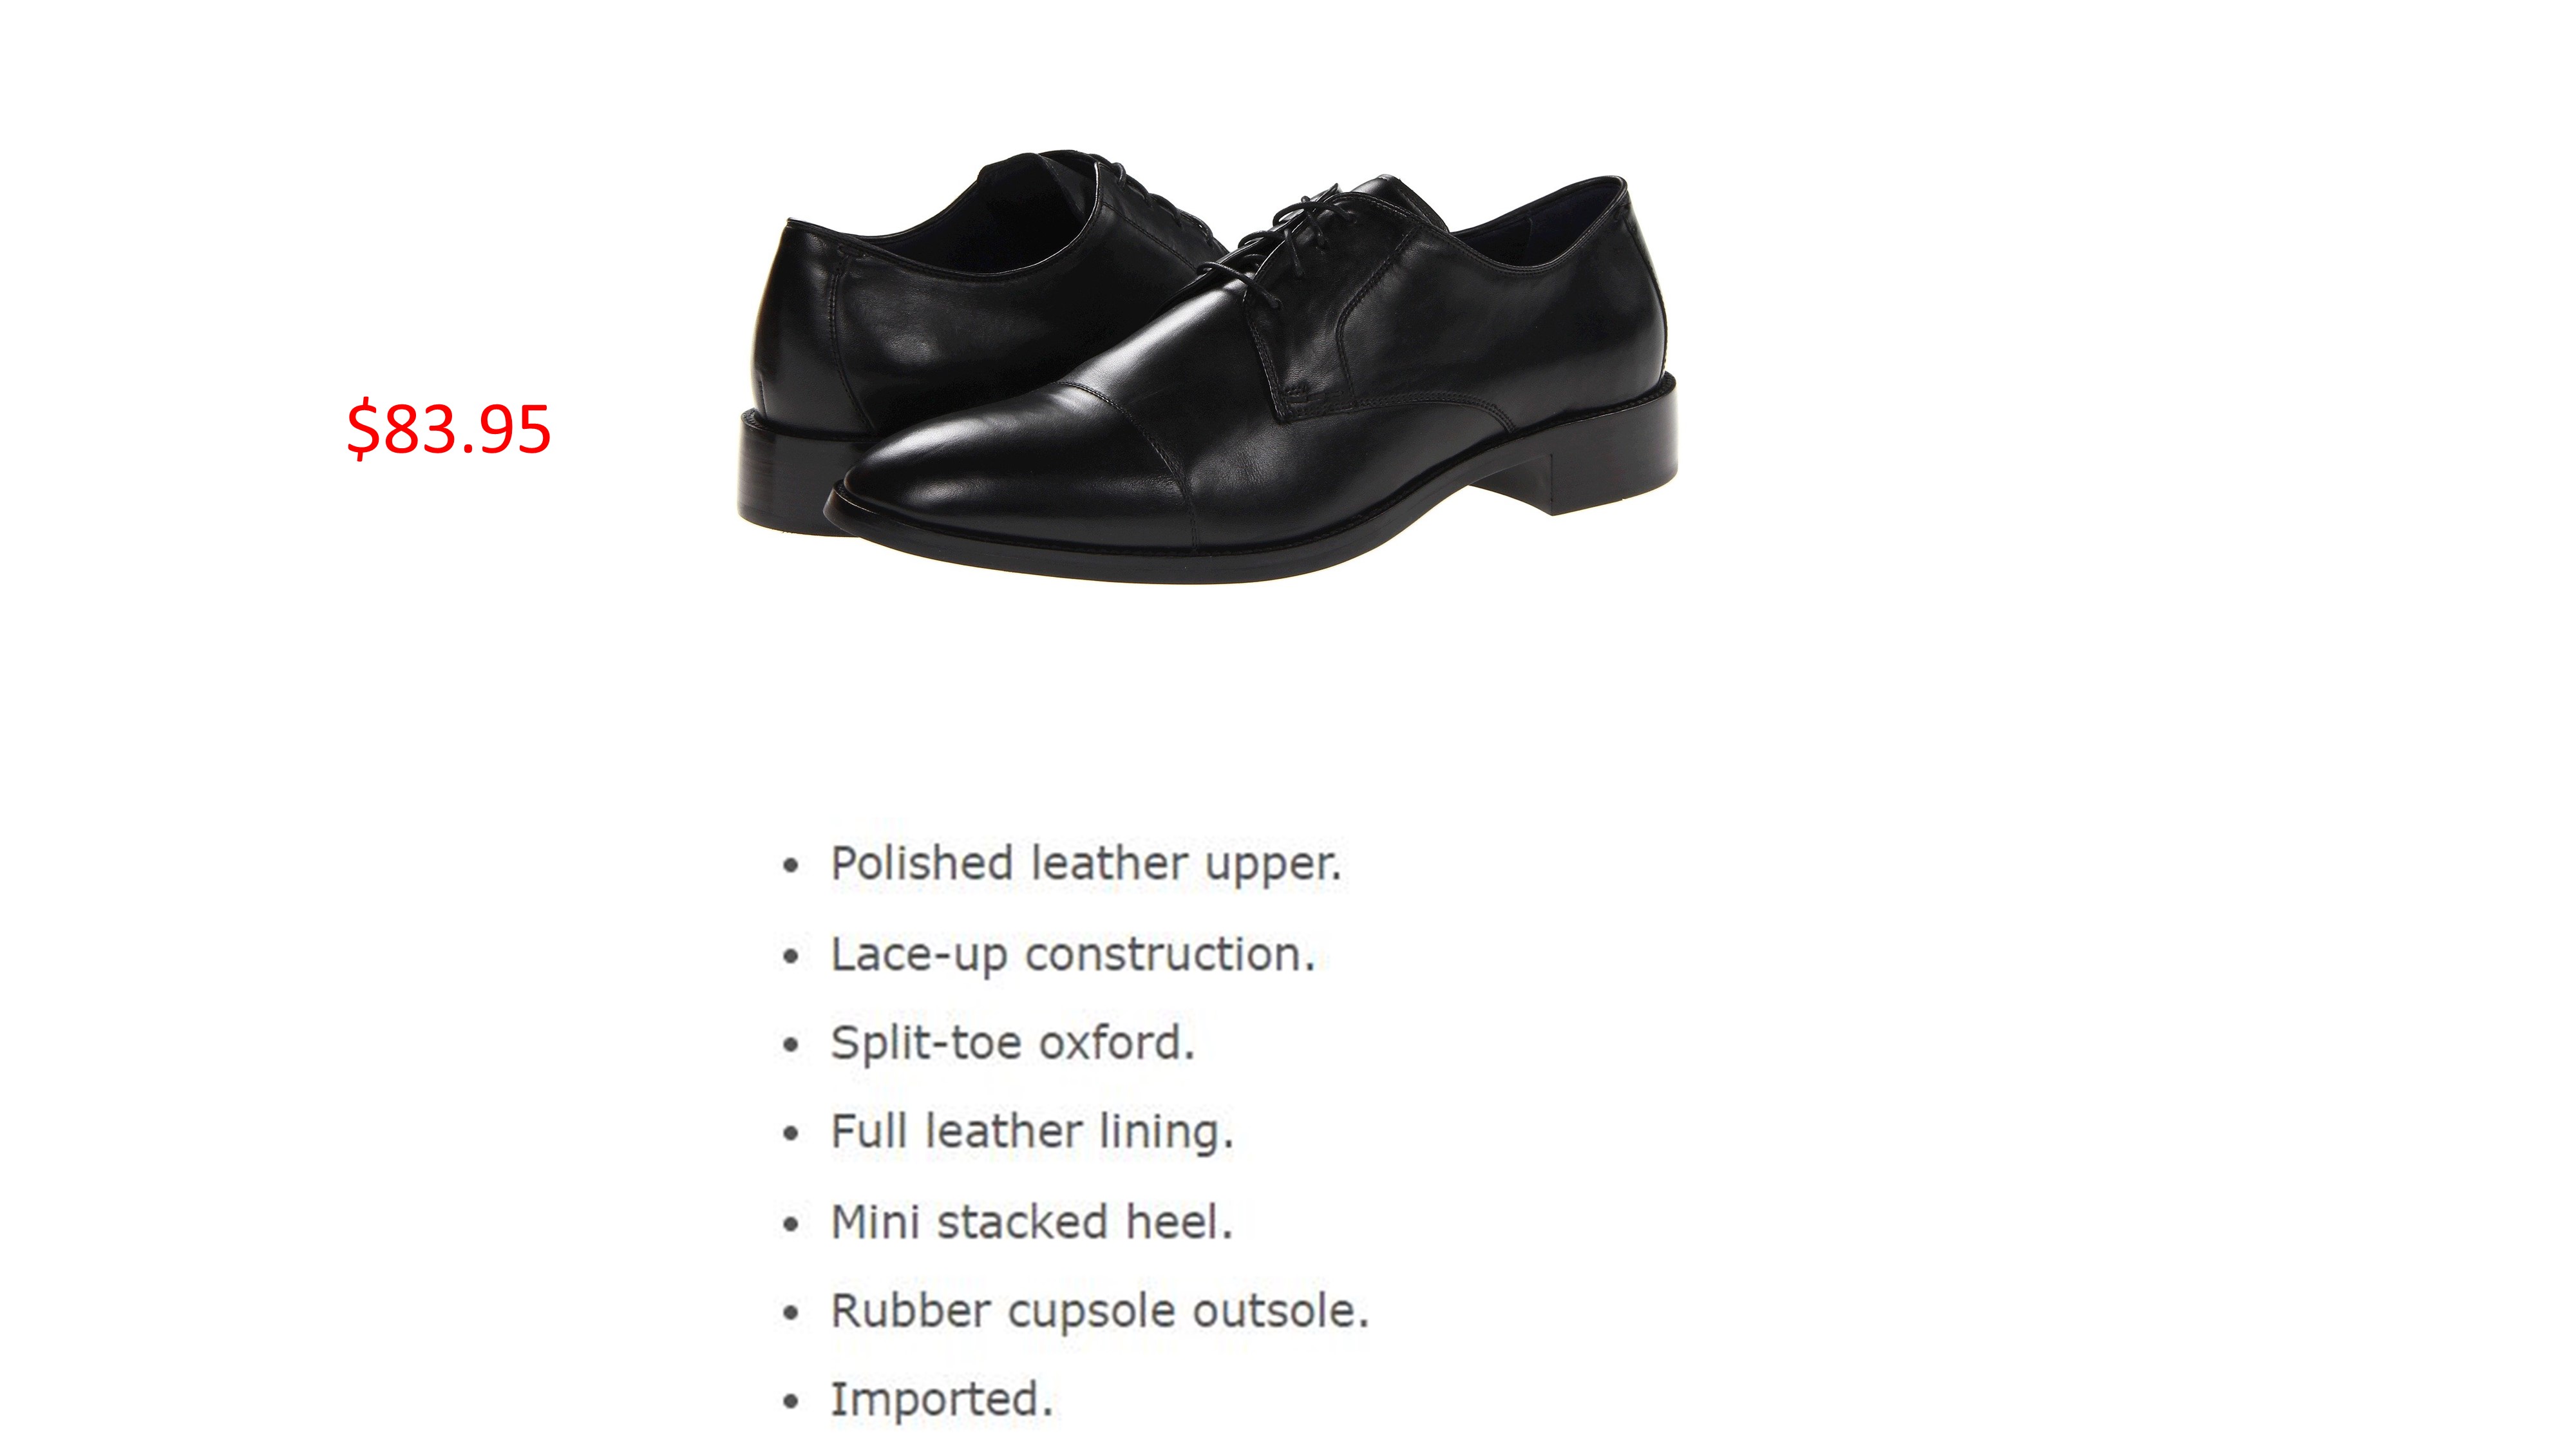 $83.95
• Polished leather upper.
• Lace-up construction.
• Split-toe oxford.
• Full leather lining.
• Mini stacked heel.
• Rubber cupsole outsole.
• Imported.